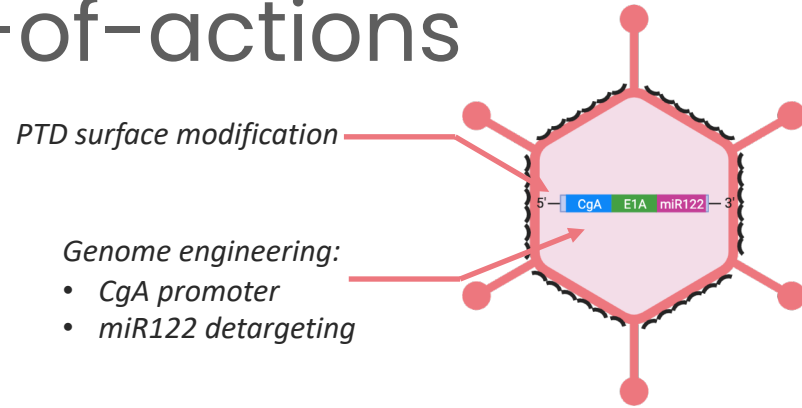 -of-actions
PTD surface modification
5' CgA E1A miR122 3'
Genome engineering:
• CgA promoter
• miR122 detargeting